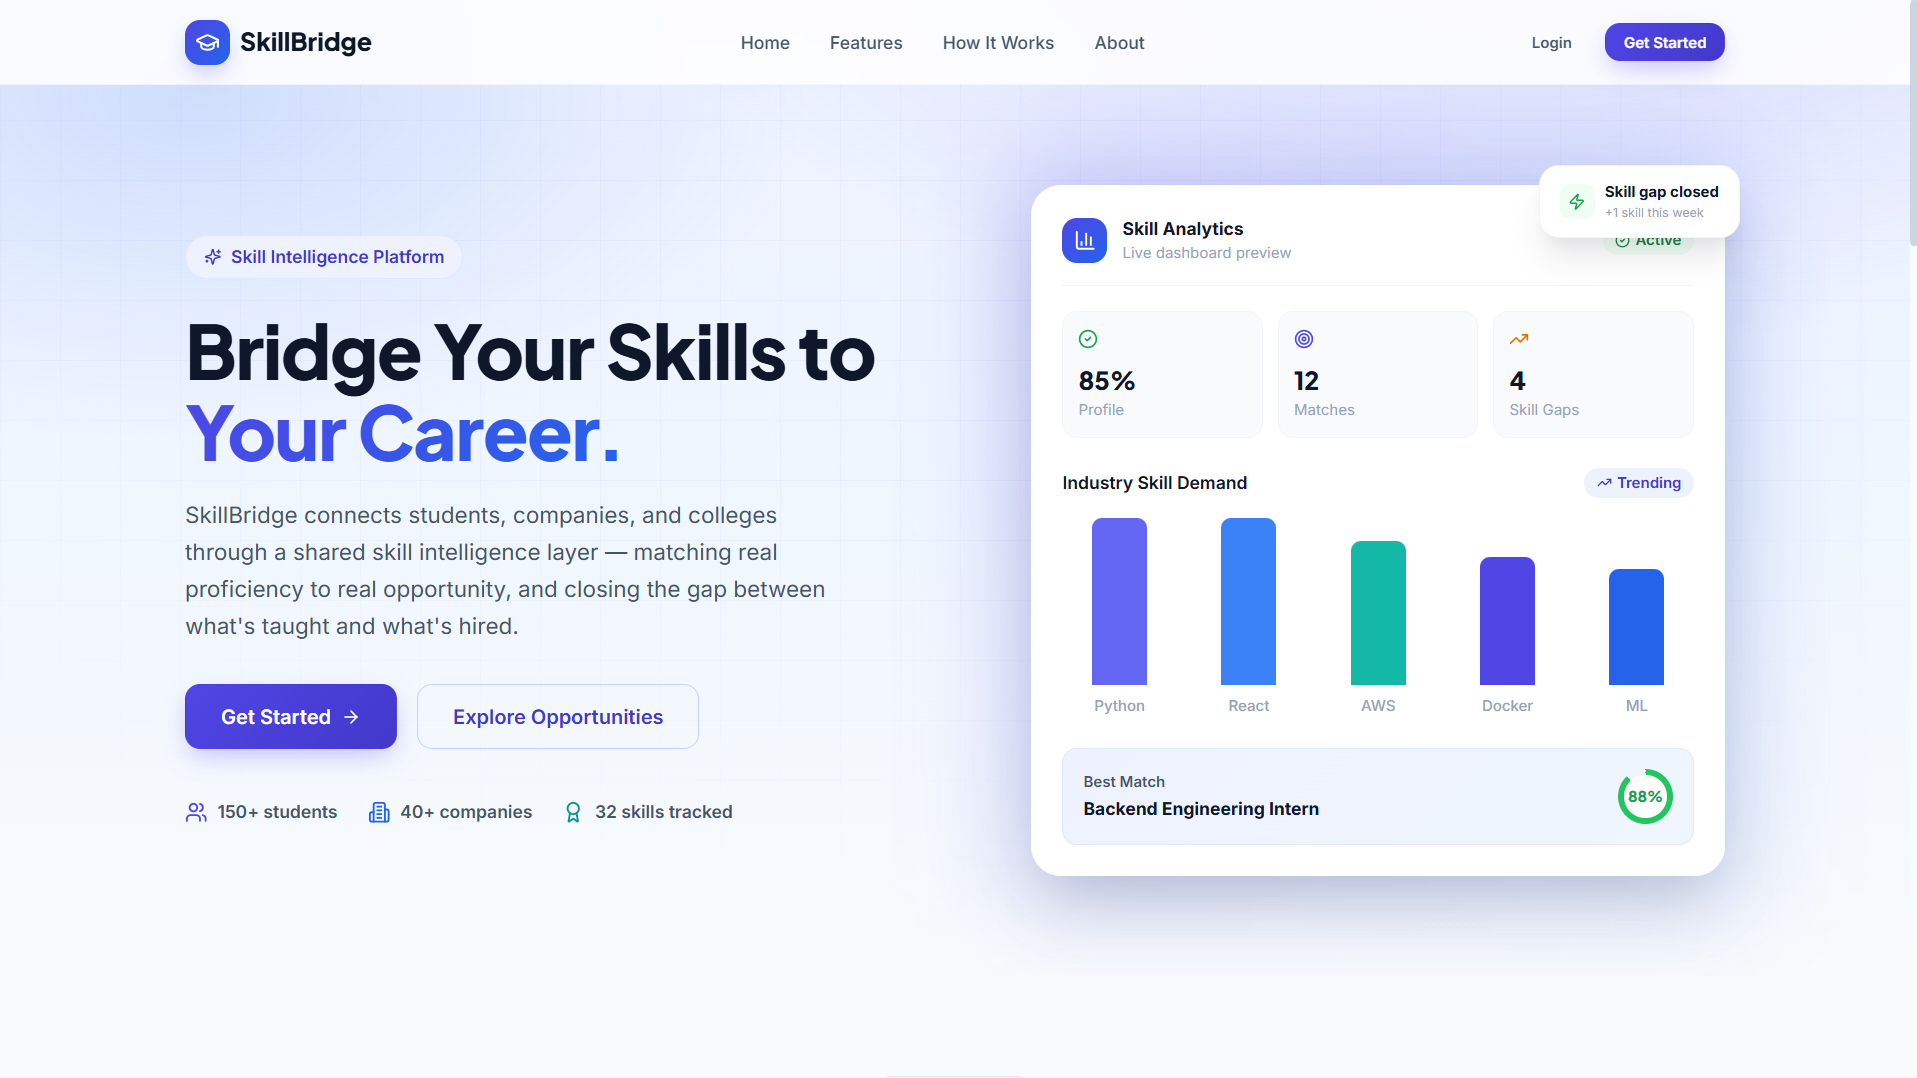 SkillBridge
Home
Features
How It Works
About
Login
Get Started
Skill Intelligence Platform
Bridge Your Skills to
Your Career.
SkillBridge connects students, companies, and colleges
through a shared skill intelligence layer — matching real
proficiency to real opportunity, and closing the gap between
what's taught and what's hired.
Get Started
Explore Opportunities
150+ students
40+ companies
32 skills tracked
Skill gap closed
+1 skill this week
Skill Analytics
Live dashboard preview
Active
85%
Profile
12
Matches
4
Skill Gaps
Industry Skill Demand
Trending
Python
React
AWS
Docker
ML
Best Match
Backend Engineering Intern
88%